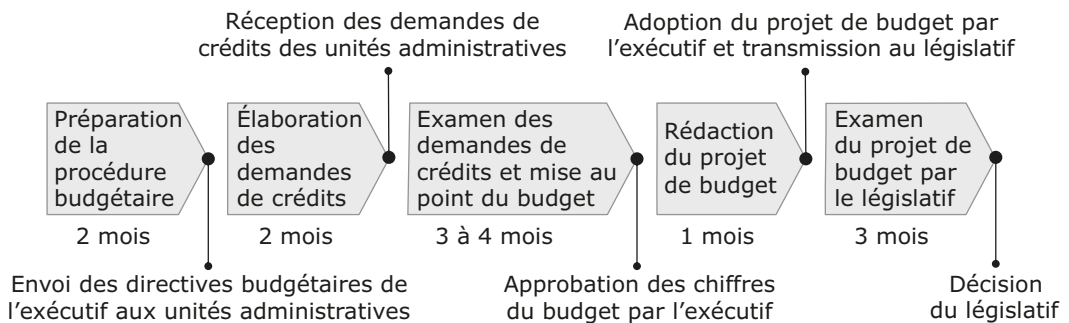 Réception des demandes de
crédits des unités administratives
Adoption du projet de budget par
l'exécutif et transmission au législatif
Préparation
de la
procédure
budgétaire
Élaboration
des
demandes
de crédits
Examen des
demandes de
crédits et mise au
point du budget
Rédaction
du projet
de budget
Examen
du projet de
budget par
le législatif
2 mois
2 mois
3 à 4 mois
1 mois
3 mois
Envoi des directives budgétaires de
l'exécutif aux unités administratives
Approbation des chiffres
du budget par l'exécutif
Décision
du législatif